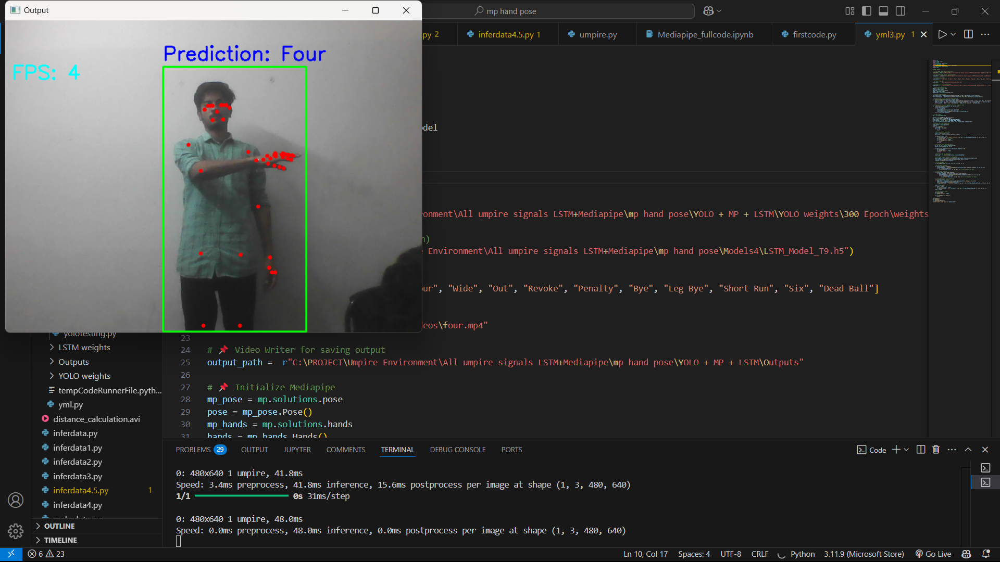 Output
mp hand pose
py 2
inferdata4.5.py 1
umpire.py
Mediapipe_fullcode.ipynb
firstcode.py
yml3.py 1
Prediction: Four
FPS: 4
odel
ronment\All umpire signals LSTM+Mediapipe\mp hand pose\YOLO + MP + LSTM\YOLO weights\300 Epoch\weights
n)
e Environment\All umpire signals LSTM+Mediapipe\mp hand pose\Models4\LSTM_Model_T9.h5")
our", "Wide", "Out", "Revoke", "Penalty", "Bye", "Leg Bye", "Short Run", "Six", "Dead Ball"]
eos\four.mp4"
23
24 # 📌 Video Writer for saving output
25 output_path = r"C:\PROJECT\Umpire Environment\All umpire signals LSTM+Mediapipe\mp hand pose\YOLO + MP + LSTM\Outputs"
26
27 # 📌 Initialize Mediapipe
28 mp_pose = mp.solutions.pose
29 pose = mp_pose.Pose()
30 mp_hands = mp.solutions.hands
31 hands = mp_hands.Hands()
yolotesting.py
LSTM weights
Outputs
YOLO weights
tempCodeRunnerFile.pyth...
yml.py
distance_calculation.avi
inferdata.py
inferdata1.py
inferdata2.py
inferdata3.py
inferdata4.5.py 1
inferdata4.py
OUTLINE
TIMELINE
PROBLEMS 29 OUTPUT JUPYTER COMMENTS TERMINAL DEBUG CONSOLE PORTS
Code
0: 480x640 1 umpire, 41.8ms
Speed: 3.4ms preprocess, 41.8ms inference, 15.6ms postprocess per image at shape (1, 3, 480, 640)
1/1 0s 31ms/step
0: 480x640 1 umpire, 48.0ms
Speed: 0.0ms preprocess, 48.0ms inference, 0.0ms postprocess per image at shape (1, 3, 480, 640)
6 23
Ln 10, Col 17 Spaces: 4 UTF-8 CRLF Python 3.11.9 (Microsoft Store) Go Live